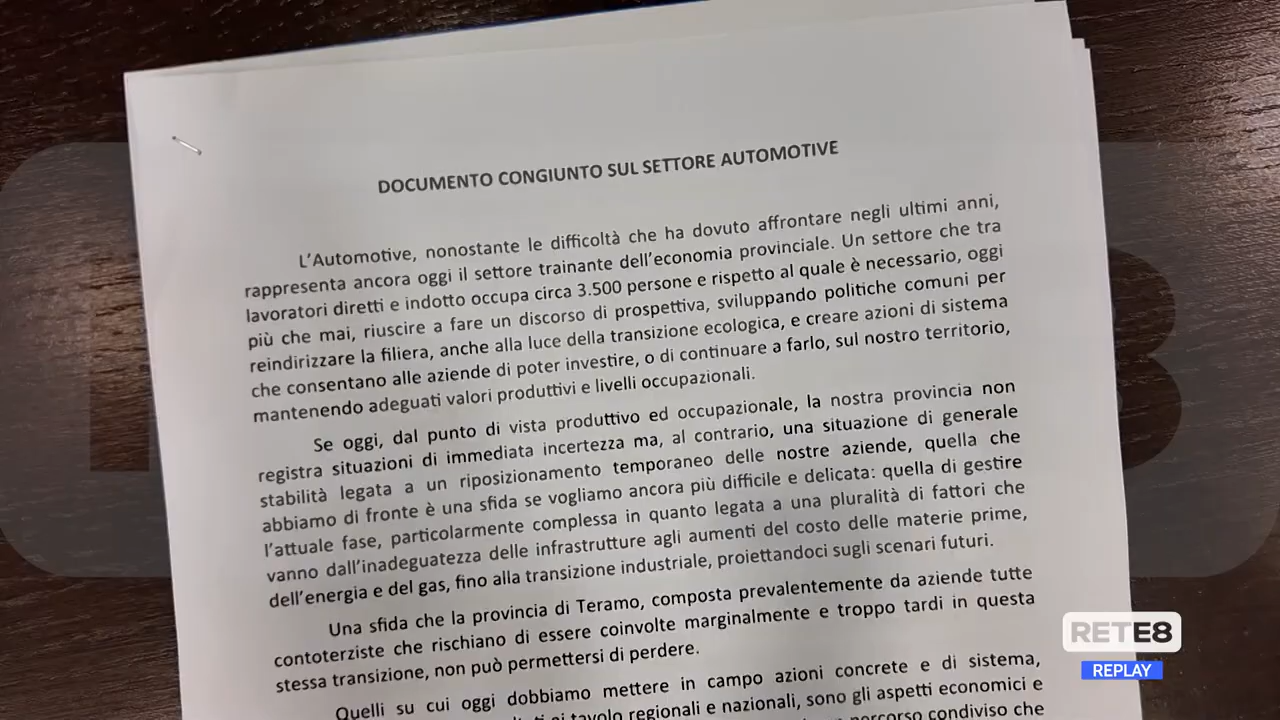 DOCUMENTO CONGIUNTO SUL SETTORE AUTOMOTIVE
L'Automotive, nonostante le difficoltà che ha dovuto affrontare negli ultimi anni,
rappresenta ancora oggi il settore trainante dell'economia provinciale. Un settore che tra
lavoratori diretti e indotto occupa circa 3.500 persone e rispetto al quale è necessario, oggi
più che mai, riuscire a fare un discorso di prospettiva, sviluppando politiche comuni per
reindirizzare la filiera, anche alla luce della transizione ecologica, e creare azioni di sistema
che consentano alle aziende di poter investire, o di continuare a farlo, sul nostro territorio,
mantenendo adeguati valori produttivi e livelli occupazionali.
Se oggi, dal punto di vista produttivo ed occupazionale, la nostra provincia non
registra situazioni di immediata incertezza ma, al contrario, una situazione di generale
stabilità legata a un riposizionamento temporaneo delle nostre aziende, quella che
abbiamo di fronte è una sfida se vogliamo ancora più difficile e delicata: quella di gestire
l'attuale fase, particolarmente complessa in quanto legata a una pluralità di fattori che
vanno dall'inadeguatezza delle infrastrutture agli aumenti del costo delle materie prime,
dell'energia e del gas, fino alla transizione industriale, proiettandoci sugli scenari futuri.
Una sfida che la provincia di Teramo, composta prevalentemente da aziende tutte
contoterziste che rischiano di essere coinvolte marginalmente e troppo tardi in questa
stessa transizione, non può permettersi di perdere.
Quelli su cui oggi dobbiamo mettere in campo azioni concrete e di sistema,
tavolo regionali e nazionali, sono gli aspetti economici e
percorso condiviso che
RETE8
REPLAY